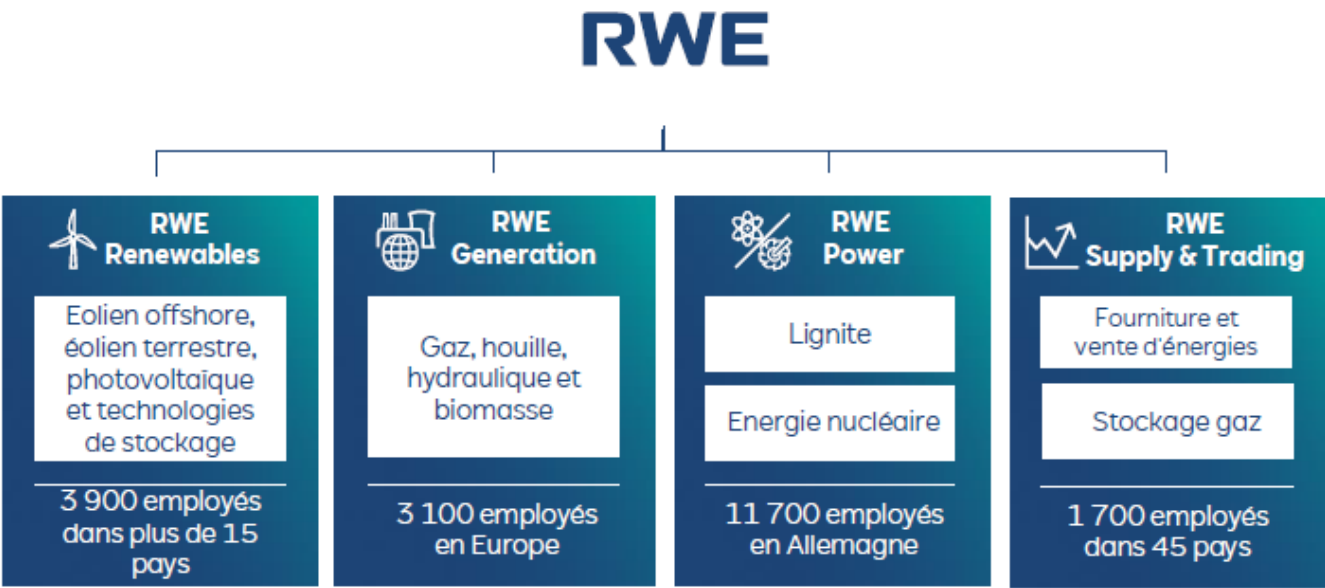 RWE
RWE
Renewables
Eolien offshore,
éolien terrestre,
photovoltaïque
et technologies
de stockage
3 900 employés
dans plus de 15
pays
RWE
Generation
Gaz, houille,
hydraulique et
biomasse
3 100 employés
en Europe
RWE
Power
Lignite
Energie nucléaire
11 700 employés
en Allemagne
RWE
Supply & Trading
Fourniture et
vente d'énergies
Stockage gaz
1 700 employés
dans 45 pays